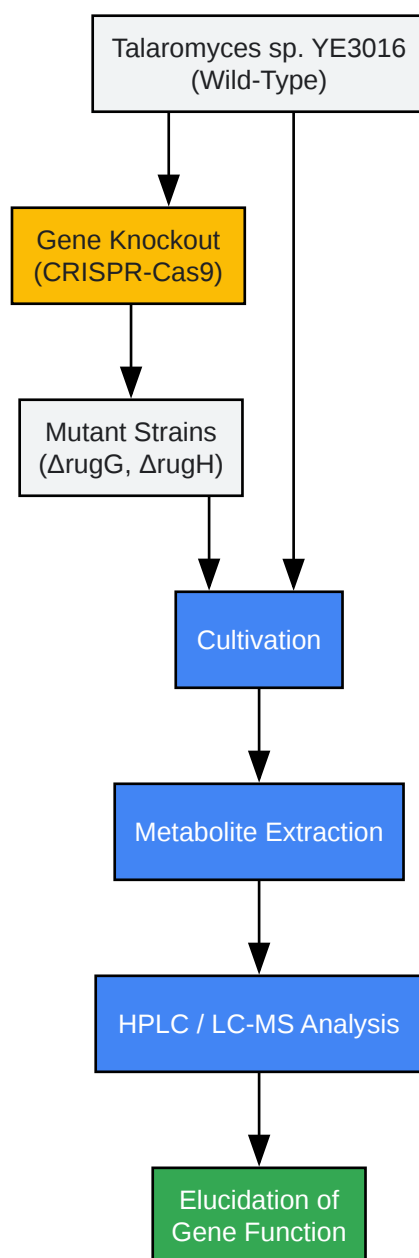 Talaromyces sp. YE3016
(Wild-Type)
Gene Knockout
(CRISPR-Cas9)
Mutant Strains
(ΔrugG, ΔrugH)
Cultivation
Metabolite Extraction
HPLC / LC-MS Analysis
Elucidation of
Gene Function